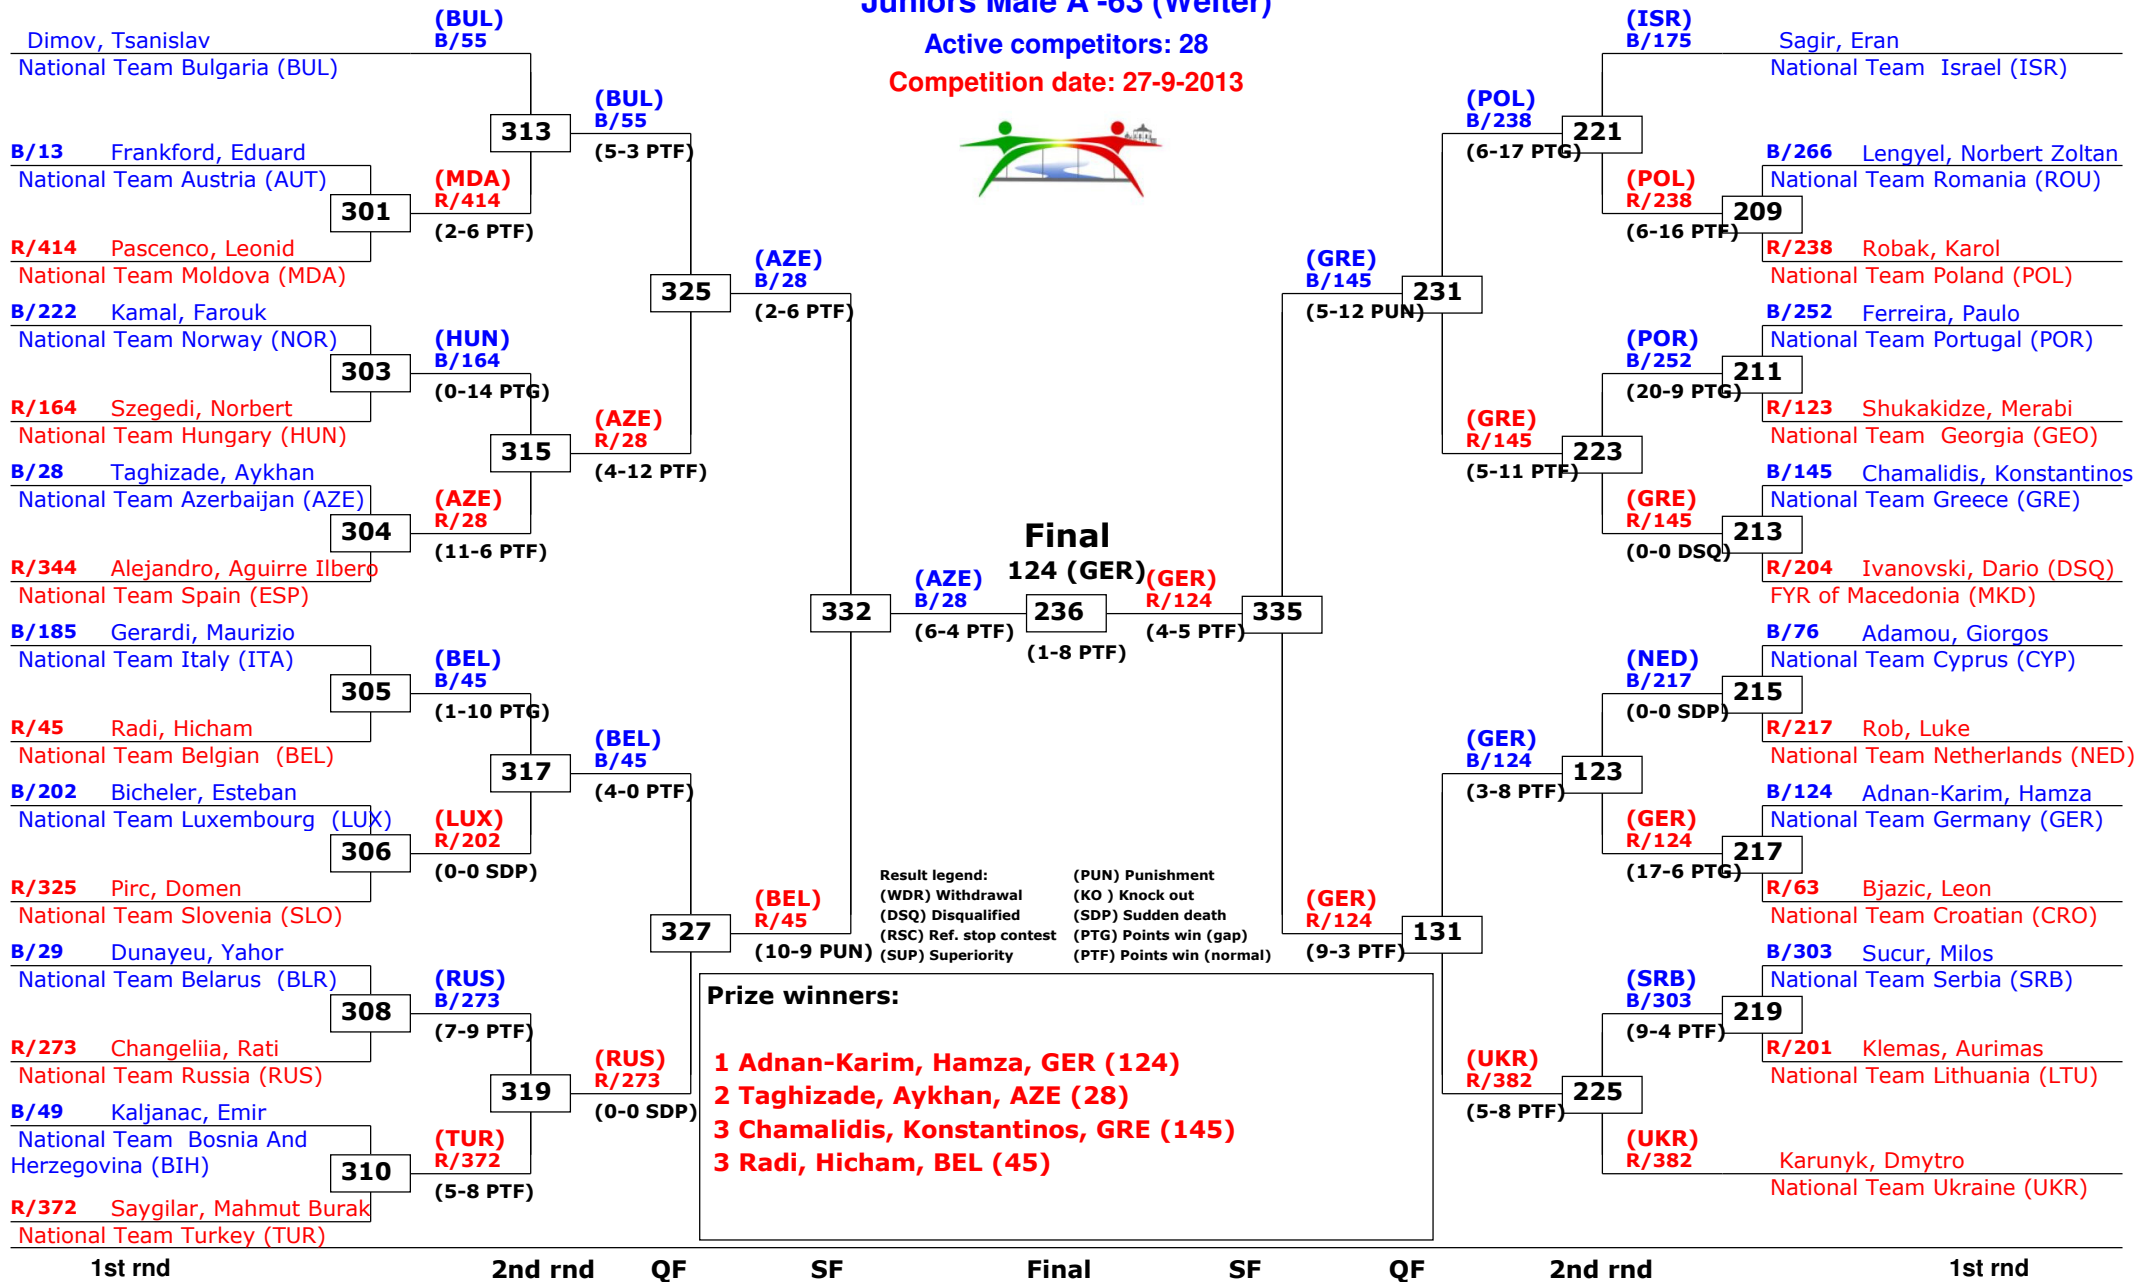 Juniors Male A -63 (Welter)
Active competitors: 28
Competition date: 27-9-2013
Dimov, Tsanislav
National Team Bulgaria (BUL)
B/13 Frankford, Eduard
National Team Austria (AUT)
301
R/414 Pascenco, Leonid
National Team Moldova (MDA)
B/222 Kamal, Farouk
National Team Norway (NOR)
303
R/164 Szegedi, Norbert
National Team Hungary (HUN)
B/28 Taghizade, Aykhan
National Team Azerbaijan (AZE)
304
R/344 Alejandro, Aguirre Ilbero
National Team Spain (ESP)
B/185 Gerardi, Maurizio
National Team Italy (ITA)
305
R/45 Radi, Hicham
National Team Belgian (BEL)
B/202 Bicheler, Esteban
National Team Luxembourg (LUX)
306
R/325 Pirc, Domen
National Team Slovenia (SLO)
B/29 Dunayeu, Yahor
National Team Belarus (BLR)
308
R/273 Changeliia, Rati
National Team Russia (RUS)
B/49 Kaljanac, Emir
National Team Bosnia And
Herzegovina (BIH)
310
R/372 Saygilar, Mahmut Burak
National Team Turkey (TUR)
(BUL)
B/55
313
(MDA)
R/414
(2-6 PTF)
(HUN)
B/164
(0-14 PTG)
315
(AZE)
R/28
(11-6 PTF)
(BEL)
B/45
(1-10 PTG)
317
(LUX)
R/202
(0-0 SDP)
(RUS)
B/273
(7-9 PTF)
319
(TUR)
R/372
(5-8 PTF)
(BUL)
B/55
(5-3 PTF)
325
(AZE)
R/28
(4-12 PTF)
(BEL)
B/45
(4-0 PTF)
327
(RUS)
R/273
(0-0 SDP)
(AZE)
B/28
(2-6 PTF)
332
(BEL)
R/45
(10-9 PUN)
(AZE)
B/28
(6-4 PTF)
Final
124 (GER)
236
(1-8 PTF)
(GER)
R/124
(4-5 PTF)
335
(GRE)
B/145
(5-12 PUN)
(GER)
R/124
(9-3 PTF)
231
131
(POL)
B/238
(6-17 PTG)
(GRE)
R/145
(5-11 PTF)
(GER)
B/124
(3-8 PTF)
(UKR)
R/382
(5-8 PTF)
221
223
123
225
(ISR)
B/175
(POL)
R/238
(6-16 PTF)
(POR)
B/252
(20-9 PTG)
(GRE)
R/145
(0-0 DSQ)
(NED)
B/217
(0-0 SDP)
(GER)
R/124
(17-6 PTG)
(SRB)
B/303
(9-4 PTF)
(UKR)
R/382
Sagir, Eran
National Team Israel (ISR)
B/266 Lengyel, Norbert Zoltan
National Team Romania (ROU)
209
R/238 Robak, Karol
National Team Poland (POL)
B/252 Ferreira, Paulo
National Team Portugal (POR)
211
R/123 Shukakidze, Merabi
National Team Georgia (GEO)
B/145 Chamalidis, Konstantinos
National Team Greece (GRE)
213
R/204 Ivanovski, Dario (DSQ)
FYR of Macedonia (MKD)
B/76 Adamou, Giorgos
National Team Cyprus (CYP)
215
R/217 Rob, Luke
National Team Netherlands (NED)
B/124 Adnan-Karim, Hamza
National Team Germany (GER)
217
R/63 Bjazic, Leon
National Team Croatian (CRO)
B/303 Sucur, Milos
National Team Serbia (SRB)
219
R/201 Klemas, Aurimas
National Team Lithuania (LTU)
Karunyk, Dmytro
National Team Ukraine (UKR)
Result legend: (PUN) Punishment
(WDR) Withdrawal (KO ) Knock out
(DSQ) Disqualified (SDP) Sudden death
(RSC) Ref. stop contest (PTG) Points win (gap)
(SUP) Superiority (PTF) Points win (normal)
Prize winners:
1 Adnan-Karim, Hamza, GER (124)
2 Taghizade, Aykhan, AZE (28)
3 Chamalidis, Konstantinos, GRE (145)
3 Radi, Hicham, BEL (45)
1st rnd 2nd rnd QF SF Final SF QF 2nd rnd 1st rnd